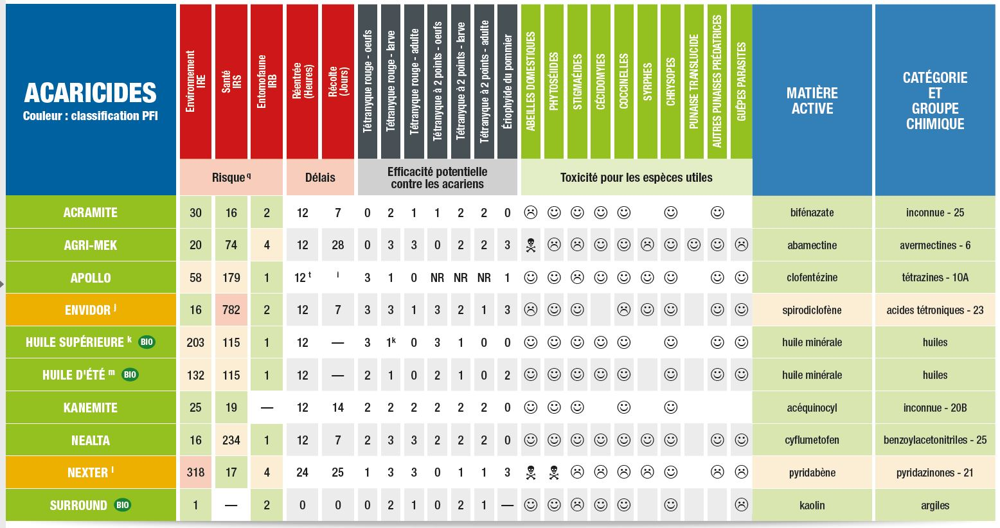 ACARICIDES
Couleur : classification PFI
Environnement IRE
Santé IRS
Entomofaune IRB
Réentrée (Heures)
Récolte (Jours)
Tétranyque rouge - oeufs
Tétranyque rouge - larve
Tétranyque rouge - adulte
Tétranyque à 2 points - oeufs
Tétranyque à 2 points - larve
Tétranyque à 2 points - adulte
Ériophyide du pommier
ABEILLES DOMESTIQUES
PHYTOSÉIIDES
STIGMAÉIDES
CÉCIDOMYIES
COCCINELLES
SYRPHES
CHRYSOPES
PUNAISE TRANSLUCIDE
AUTRES PUNAISES PRÉDATRICES
GUÊPES PARASITES
MATIÈRE ACTIVE
CATÉGORIE ET GROUPE CHIMIQUE
Risque q
Délais
Efficacité potentielle contre les acariens
Toxicité pour les espèces utiles
ACRAMITE 30 16 2 12 7 0 2 1 1 2 2 0 ☹ ☺ ☺ ☺ ☺ ☺ ☺ bifénazate inconnue - 25
AGRI-MEK 20 74 4 12 28 0 3 3 0 2 2 3 ☠ ☹ ☹ ☺ ☺ ☹ ☺ ☺ ☺ ☹ abamectine avermectines - 6
APOLLO 58 179 1 12 t i 3 1 0 NR NR NR 1 ☺ ☺ ☹ ☺ ☺ ☺ ☺ ☺ ☺ clofentézine tétrazines - 10A
ENVIDOR J 16 782 2 12 7 3 3 1 3 2 1 3 ☹ ☺ ☺ ☹ ☺ ☺ ☺ ☺ spirodiclofène acides tétroniques - 23
HUILE SUPÉRIEURE k BIO 203 115 1 12 — 3 1k 0 3 1 0 0 ☺ ☺ ☺ ☺ ☺ ☺ ☺ ☺ huile minérale huiles
HUILE D'ÉTÉ m BIO 132 115 1 12 — 2 1 0 2 1 0 2 ☺ ☺ ☺ ☺ ☺ ☺ ☺ ☺ huile minérale huiles
KANEMITE 25 19 — 12 14 2 2 2 2 2 2 0 ☺ ☺ ☺ ☺ ☺ acéquinocyl inconnue - 20B
NEALTA 16 234 1 12 7 2 3 3 2 2 2 0 ☺ ☺ ☺ ☺ ☺ ☺ ☺ ☺ ☺ cyflumetofen benzoylacetonitriles - 25
NEXTER l 318 17 4 24 25 1 3 3 0 1 1 3 ☠ ☠ ☹ ☹ ☹ ☹ ☺ ☹ ☹ pyridabène pyridazinones - 21
SURROUND BIO 1 — 2 0 0 0 2 1 0 2 1 — ☺ ☺ ☹ ☺ ☺ ☺ ☹ kaolin argiles